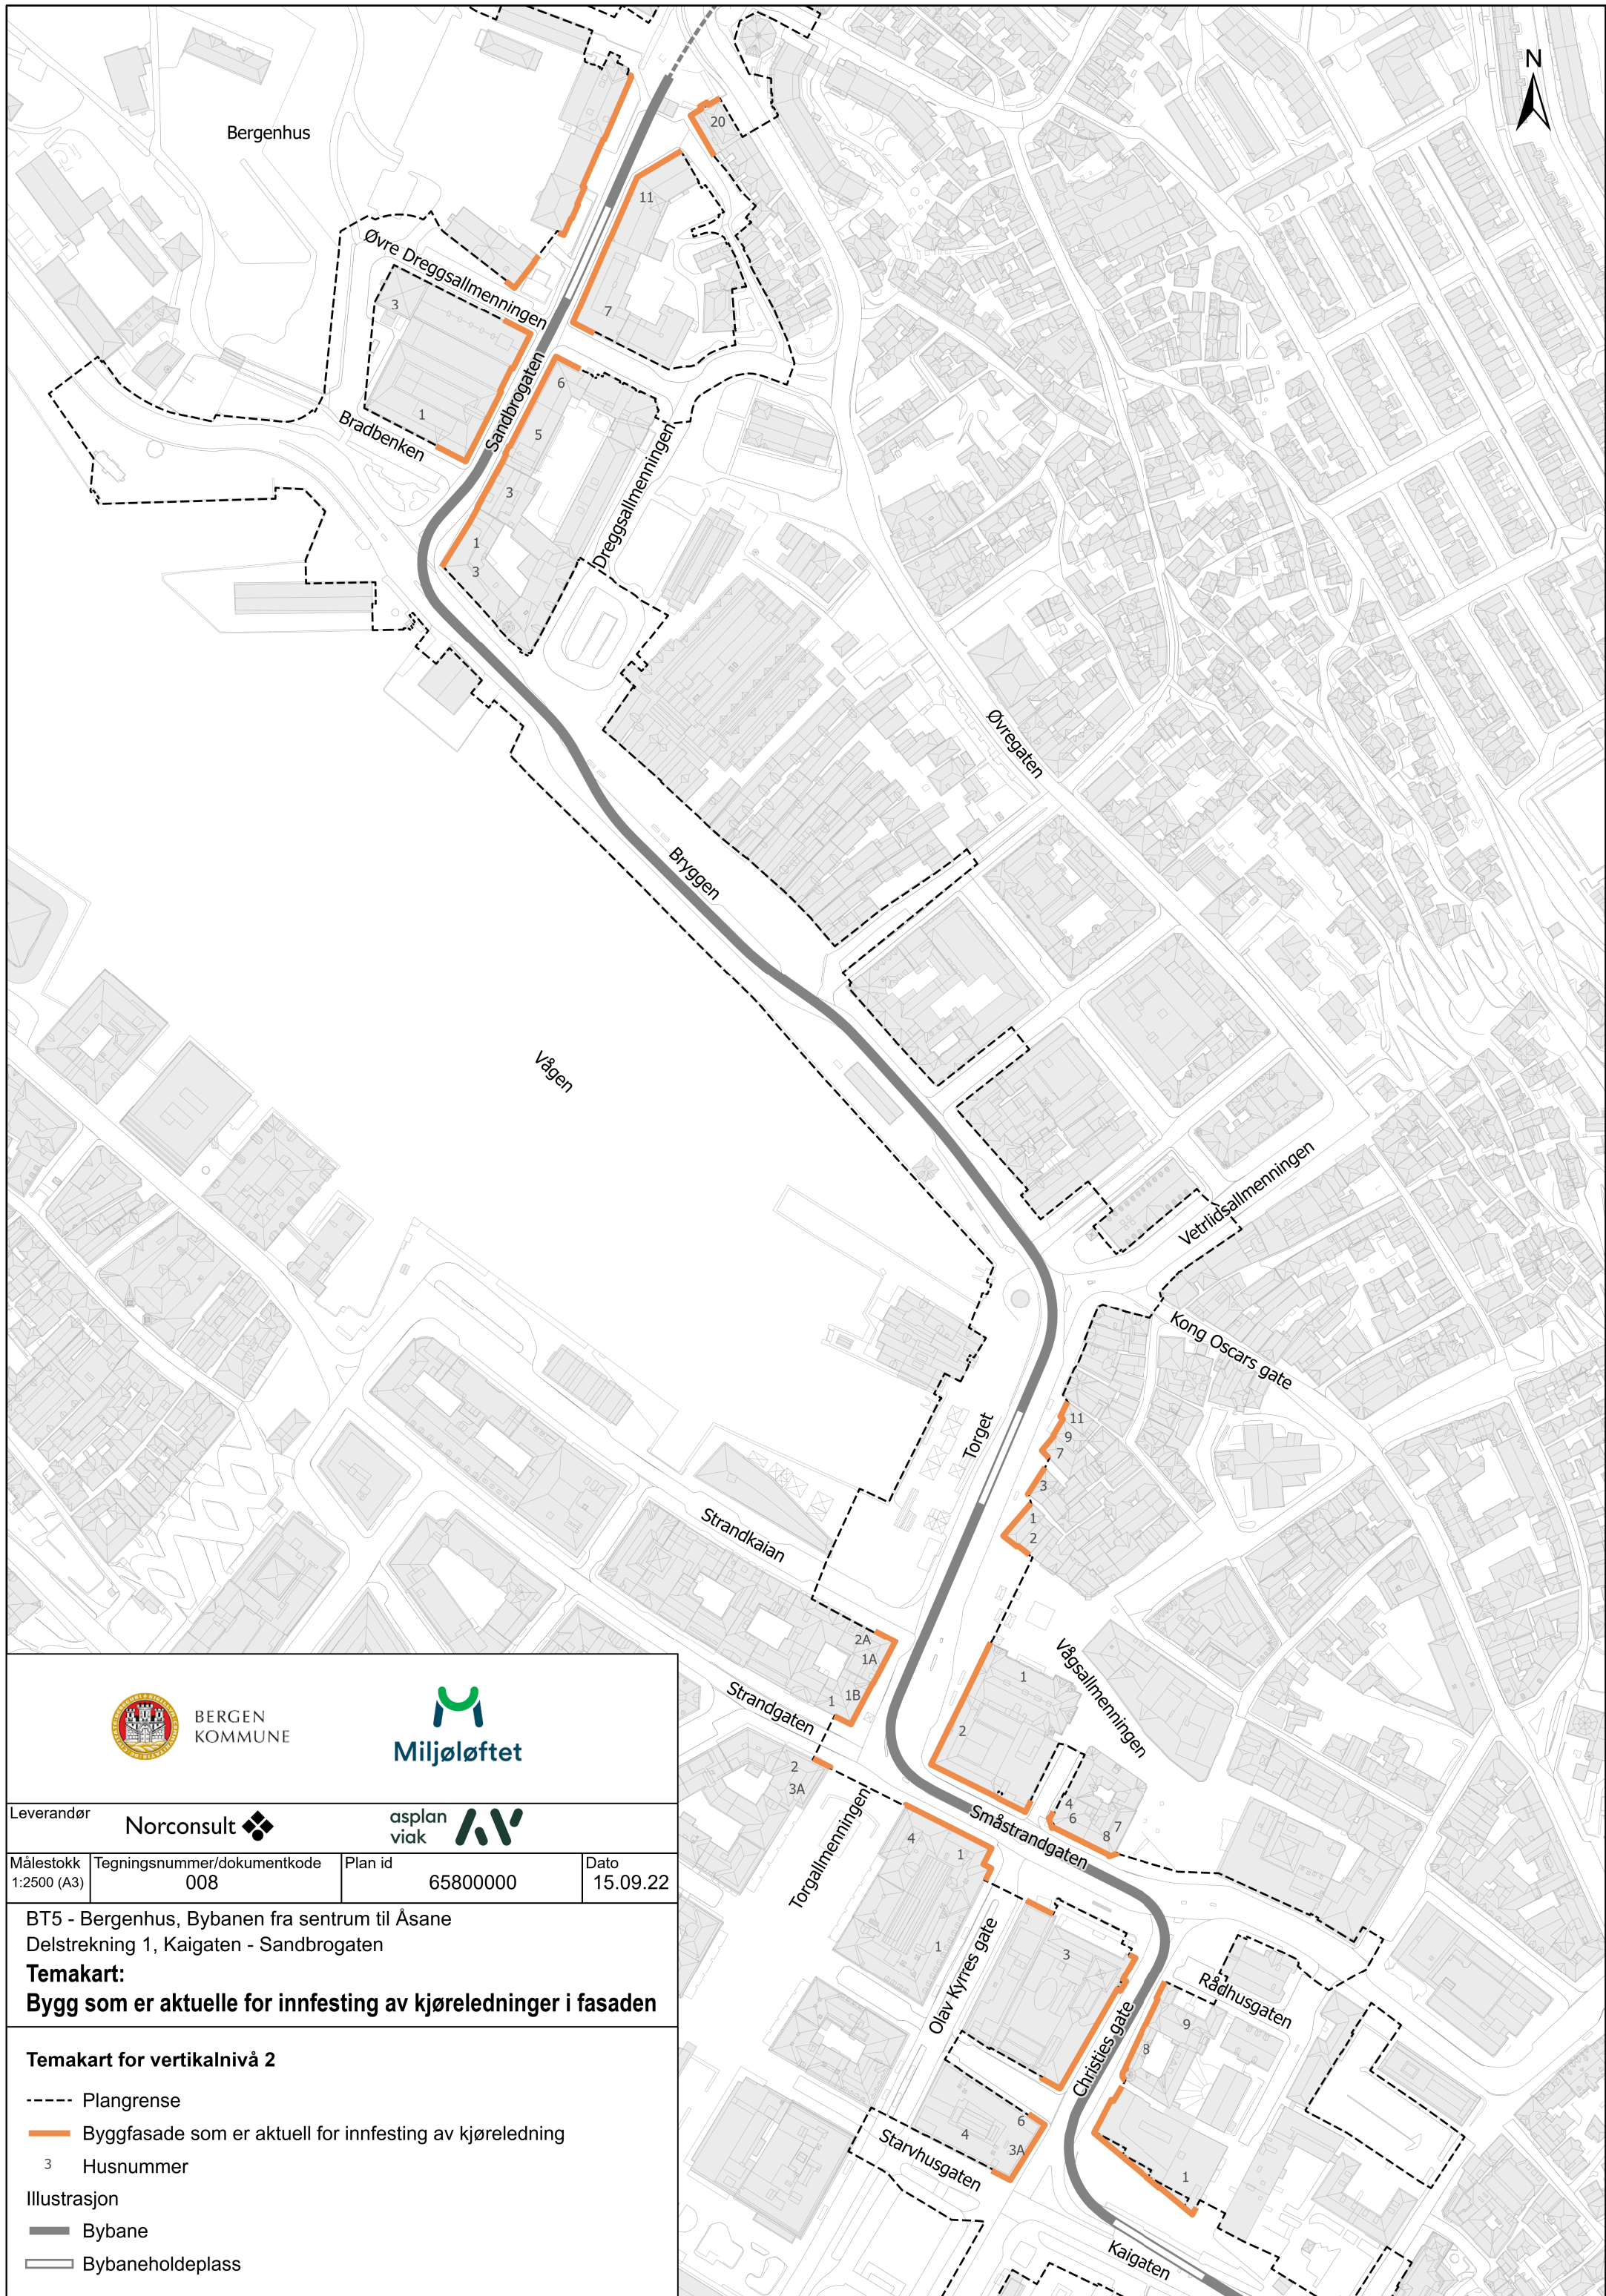 N
Bergenhus
20
11
Øvre Dreggsallmenningen
3
7
Sandbrogaten
6
1
Bradbenken
5
Dreggsallmenningen
3
1
3
Øvregaten
Bryggen
Vågen
Vetrlidsallmenningen
Kong Oscars gate
11
9
7
Torget
3
1
2
Strandkaian
2A
1A
1B
1
Strandgaten
Vågsallmenningen
1
2
2
3A
Torgallmenningen
4
6
7
8
Småstrandgaten
4
1
1
Olav Kyrres gate
3
Rådhusgaten
9
8
Christies gate
6
4
3A
Starvhusgaten
1
Kaigaten
BERGEN
KOMMUNE
Miljøløftet
Leverandør
Norconsult
asplan
viak
Målestokk
1:2500 (A3)
Tegningsnummer/dokumentkode
008
Plan id
65800000
Dato
15.09.22
BT5 - Bergenhus, Bybanen fra sentrum til Åsane
Delstrekning 1, Kaigaten - Sandbrogaten
Temakart:
Bygg som er aktuelle for innfesting av kjøreledninger i fasaden
Temakart for vertikalnivå 2
Plangrense
Byggfasade som er aktuell for innfesting av kjøreledning
3 Husnummer
Illustrasjon
Bybane
Bybaneholdeplass